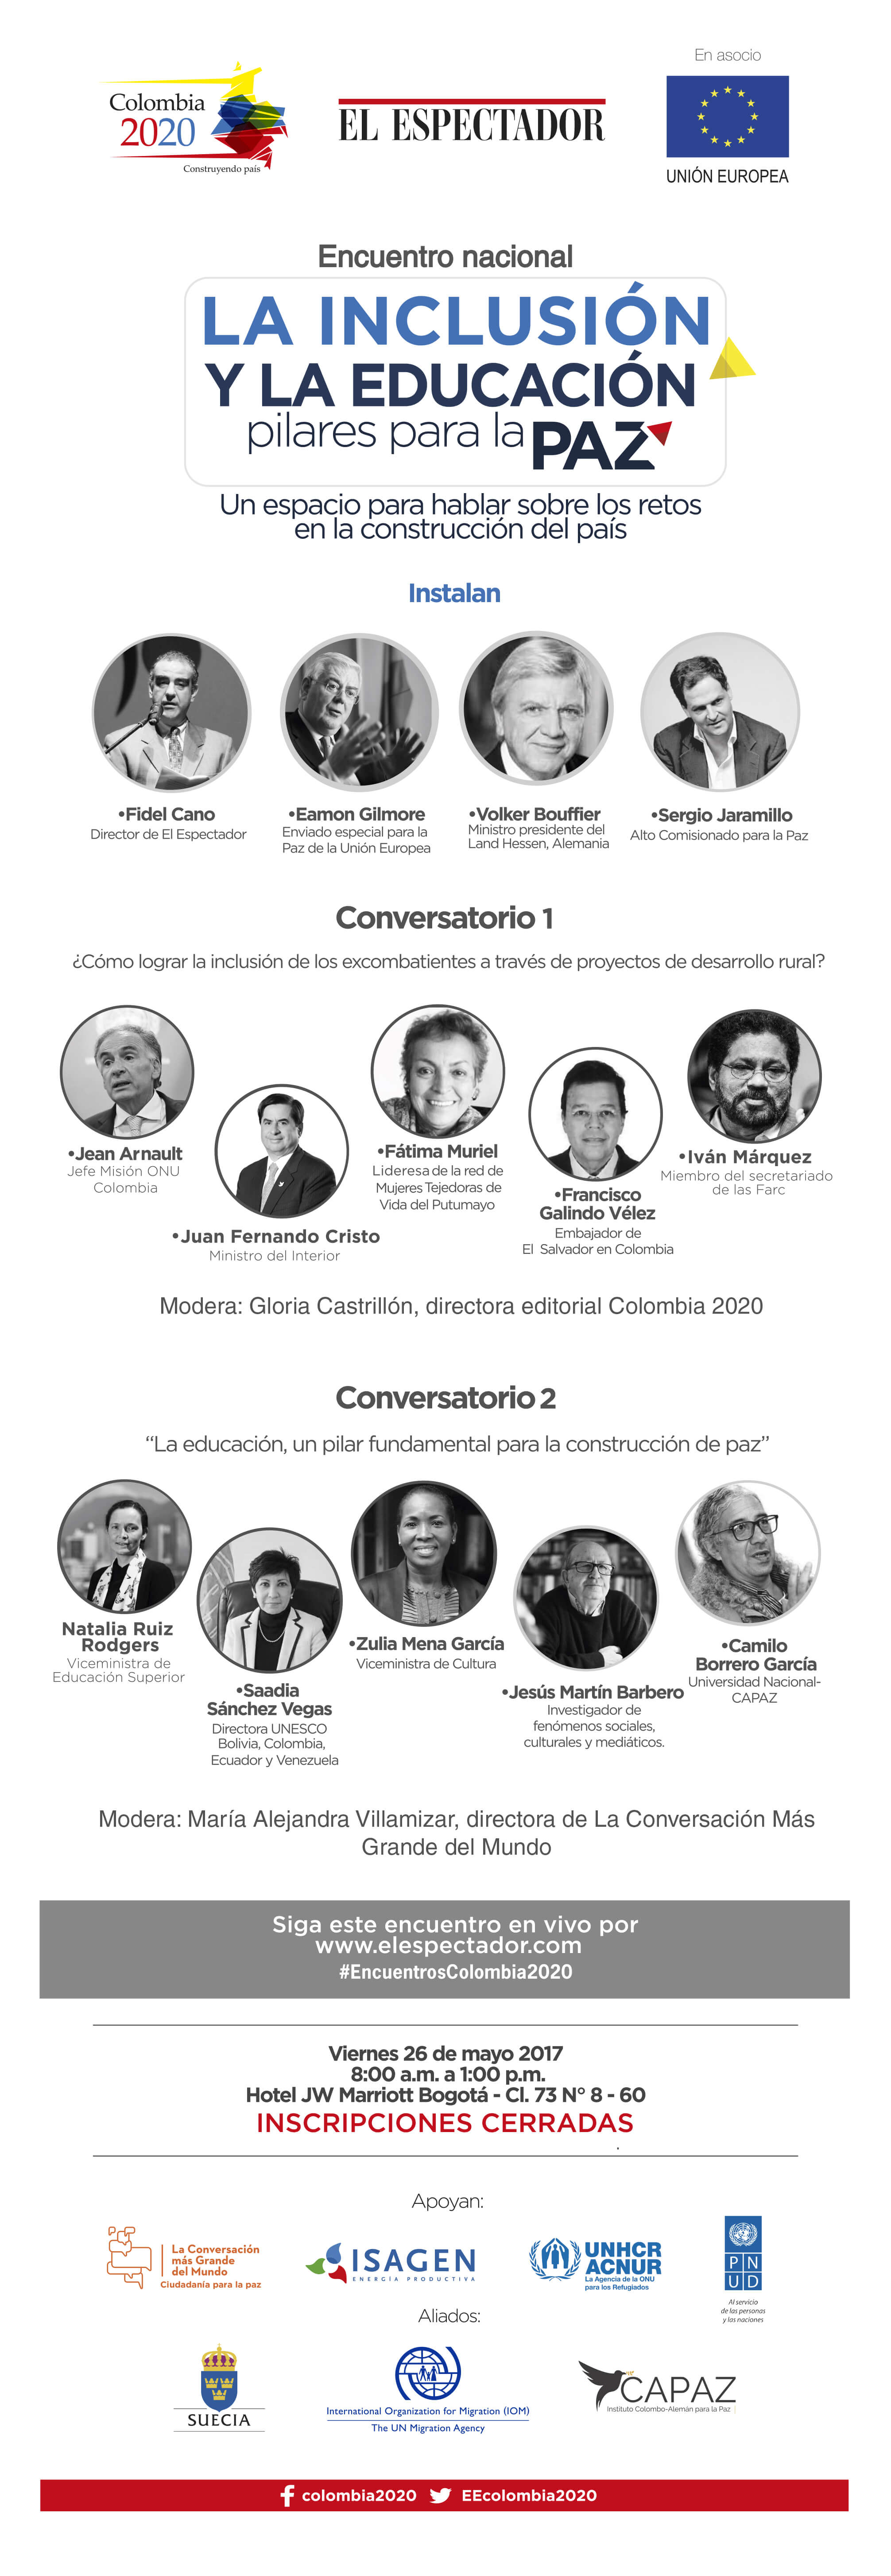 En asocio
Colombia
2020
Construyendo país
EL ESPECTADOR
UNIÓN EUROPEA
Encuentro nacional
LA INCLUSIÓN
Y LA EDUCACIÓN
pilares para la PAZ
Un espacio para hablar sobre los retos
en la construcción del país
Instalan
•Fidel Cano
Director de El Espectador
•Eamon Gilmore
Enviado especial para la
Paz de la Unión Europea
•Volker Bouffier
Ministro presidente del
Land Hessen, Alemania
•Sergio Jaramillo
Alto Comisionado para la Paz
Conversatorio 1
¿Cómo lograr la inclusión de los excombatientes a través de proyectos de desarrollo rural?
•Jean Arnault
Jefe Misión ONU
Colombia
•Juan Fernando Cristo
Ministro del Interior
•Fátima Muriel
Lideresa de la red de
Mujeres Tejedoras de
Vida del Putumayo
•Francisco
Galindo Vélez
Embajador de
El Salvador en Colombia
•Iván Márquez
Miembro del secretariado
de las Farc
Modera: Gloria Castrillón, directora editorial Colombia 2020
Conversatorio 2
“La educación, un pilar fundamental para la construcción de paz”
Natalia Ruiz
Rodgers
Viceministra de
Educación Superior
•Saadia
Sánchez Vegas
Directora UNESCO
Bolivia, Colombia,
Ecuador y Venezuela
•Zulia Mena García
Viceministra de Cultura
•Jesús Martín Barbero
Investigador de
fenómenos sociales,
culturales y mediáticos.
•Camilo
Borrero García
Universidad Nacional-
CAPAZ
Modera: María Alejandra Villamizar, directora de La Conversación Más
Grande del Mundo
Siga este encuentro en vivo por
www.elespectador.com
#EncuentrosColombia2020
Viernes 26 de mayo 2017
8:00 a.m. a 1:00 p.m.
Hotel JW Marriott Bogotá - Cl. 73 N° 8 - 60
INSCRIPCIONES CERRADAS
Apoyan:
La Conversación
más Grande
del Mundo
Ciudadanía para la paz
ISAGEN
ENERGÍA PRODUCTIVA
UNHCR
ACNUR
La Agencia de la ONU
para los Refugiados
PN
UD
Al servicio
de las personas
y las naciones
Aliados:
SUECIA
International Organization for Migration (IOM)
The UN Migration Agency
CAPAZ
Instituto Colombo-Alemán para la Paz
colombia2020 EEcolombia2020